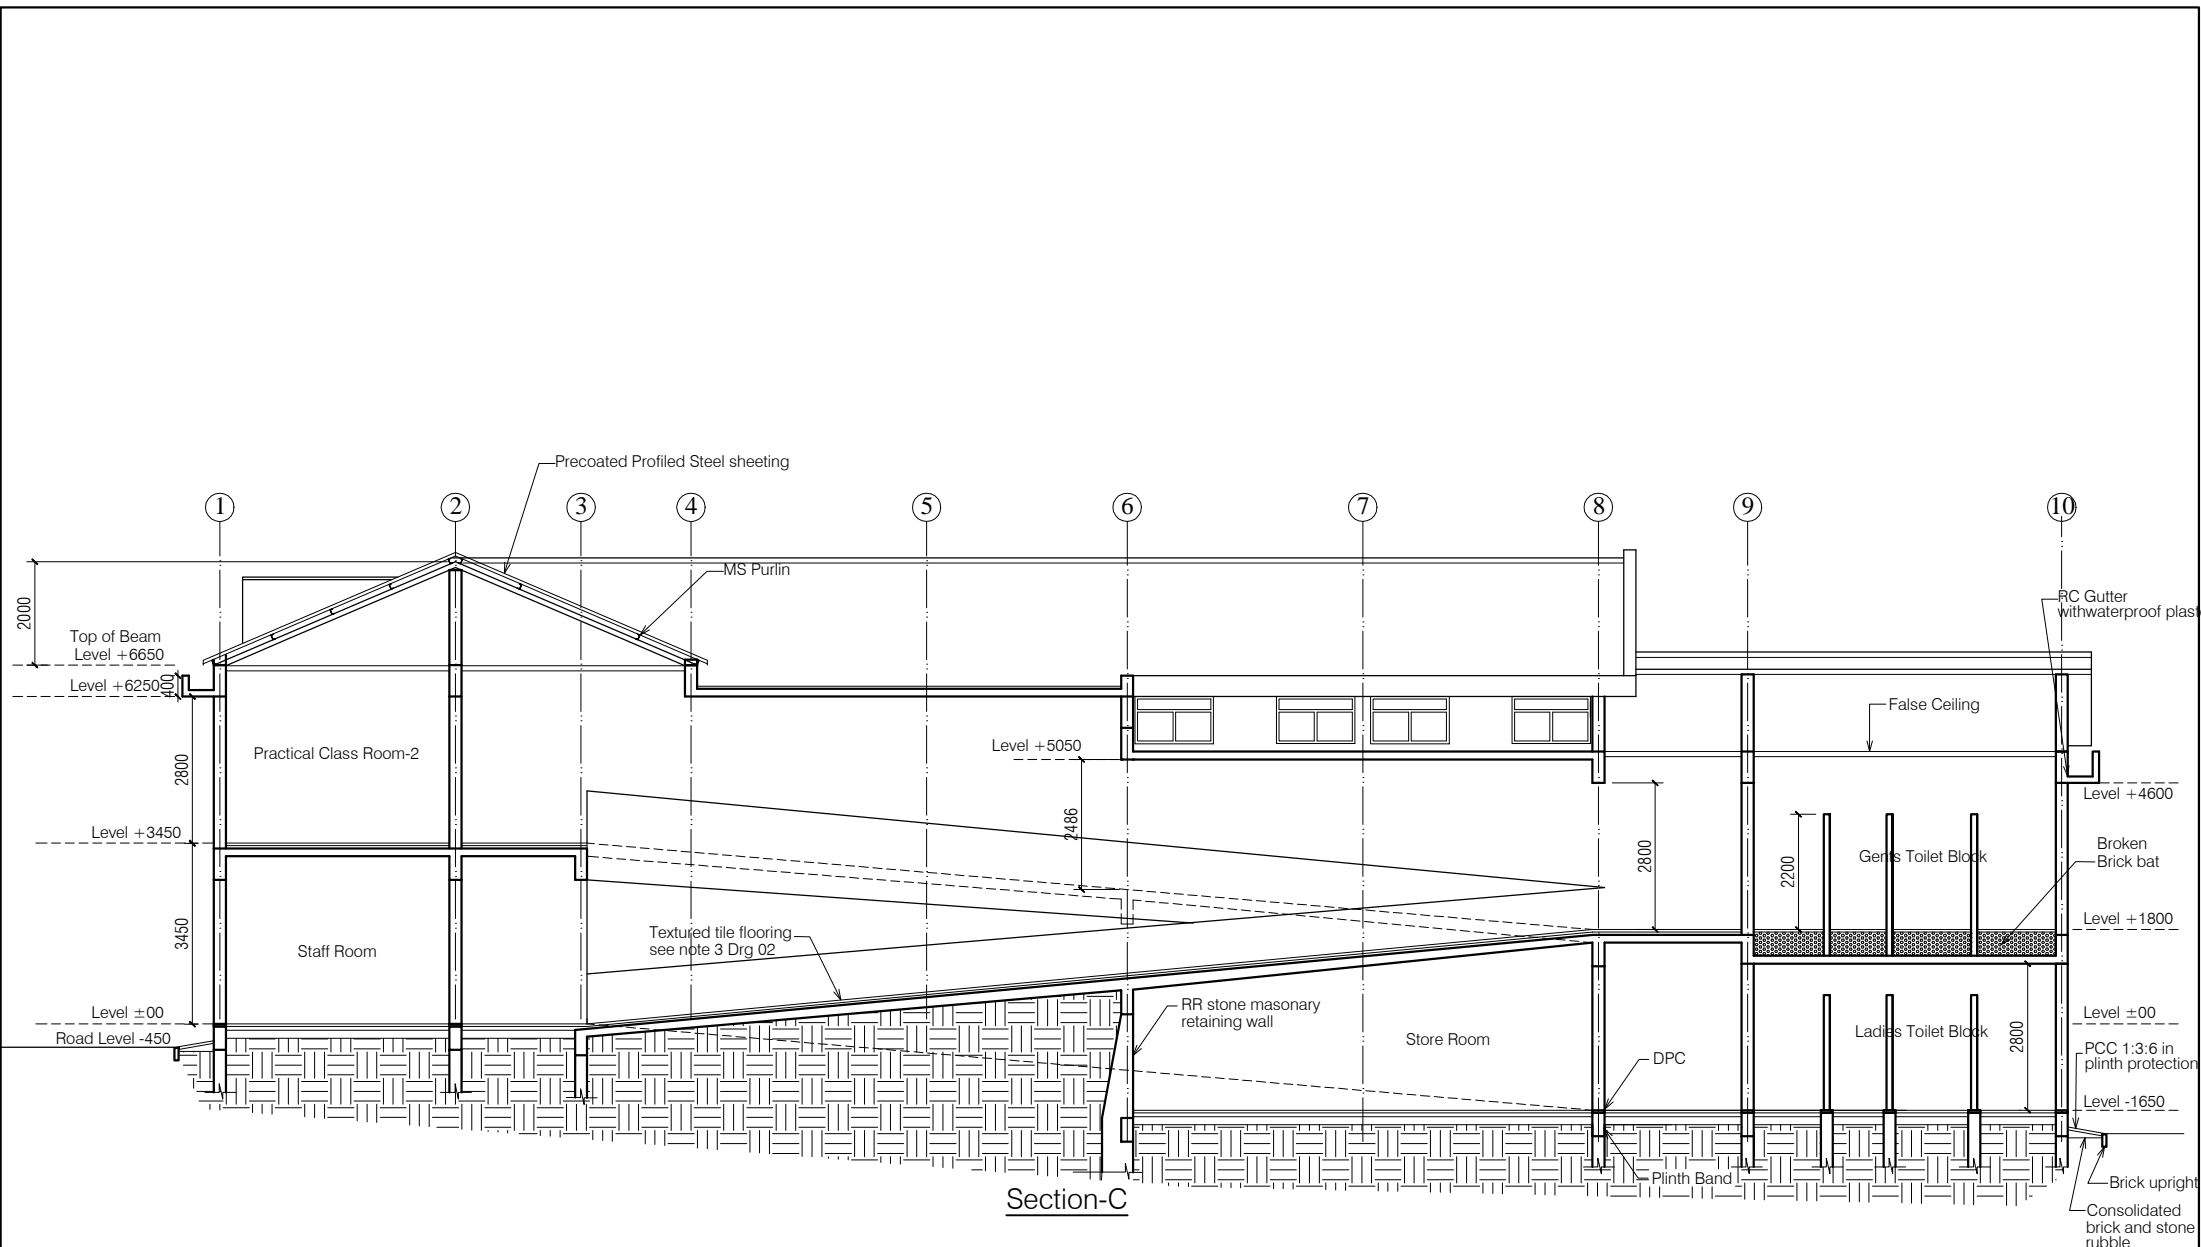 Precoated Profiled Steel sheeting
1
2
3
4
5
6
7
8
9
10
MS Purlin
2000
RC Gutter
withwaterproof plast
Top of Beam
Level +6650
Level +6250
400
False Ceiling
Practical Class Room-2
Level +5050
2800
Level +4600
2486
Level +3450
2800
2200
Gents Toilet Block
Broken
Brick bat
Level +1800
3450
Textured tile flooring
see note 3 Drg 02
Staff Room
RR stone masonary
retaining wall
Level ±00
Level ±00
Road Level -450
Store Room
Ladies Toilet Block
2800
DPC
PCC 1:3:6 in
plinth protection
Level -1650
Plinth Band
Brick upright
Section-C
Consolidated
brick and stone
rubble